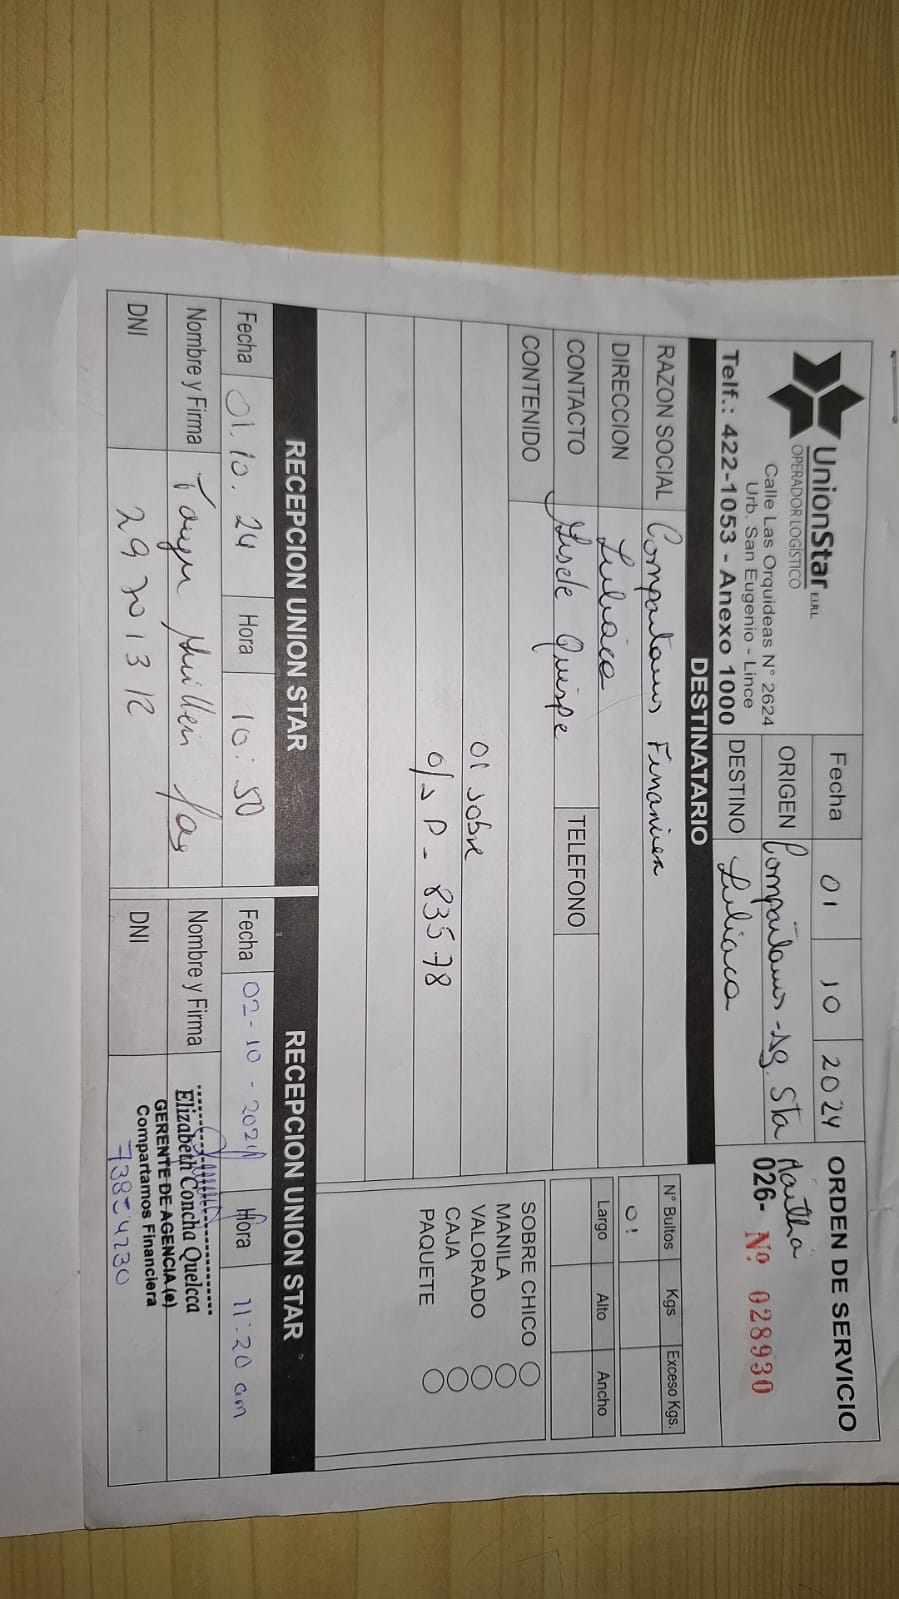 UnionStar E.I.R.L.
OPERADOR LOGÍSTICO
Calle Las Orquideas N° 2624
Urb. San Eugenio - Lince
Telf.: 422-1053 - Anexo 1000
Fecha 01 10 2024
ORIGEN Compartamos - Ag. Sta Martha
DESTINO Juliaca
ORDEN DE SERVICIO
026- Nº 028930
DESTINATARIO
RAZON SOCIAL Compartamos Financiera
DIRECCION Juliaca
CONTACTO Gisele Quispe TELEFONO
CONTENIDO
01 sobre
O/S P - 83578
N° Bultos Kgs Exceso Kgs.
01
Largo Alto Ancho
SOBRE CHICO
MANILA
VALORADO
CAJA
PAQUETE
RECEPCION UNION STAR
Fecha 01.10.24 Hora 10:50
Nombre y Firma
DNI
RECEPCION UNION STAR
Fecha 02-10-2024 Hora 11:20 am
Nombre y Firma
Elizabeth Concha Quelcca
GERENTE DE AGENCIA (e)
Compartamos Financiera
DNI